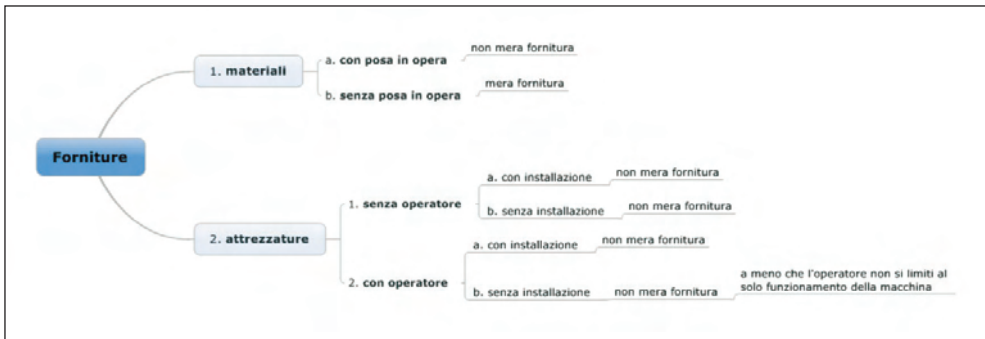 non mera fornitura
a. con posa in opera
1. materiali
mera fornitura
b. senza posa in opera
Forniture
non mera fornitura
a. con installazione
1. senza operatore
non mera fornitura
b. senza installazione
2. attrezzature
non mera fornitura
a. con installazione
2. con operatore
a meno che l'operatore non si limiti al
solo funzionamento della macchina
non mera fornitura
b. senza installazione